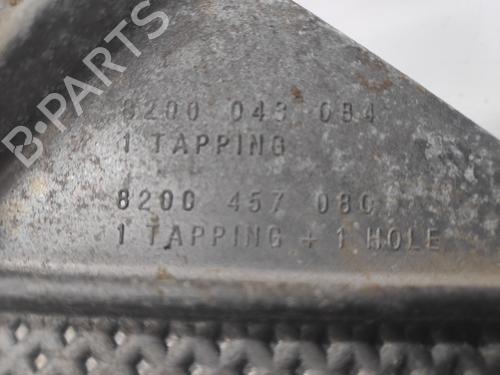 B-PARTS
8200 043 084
1 TAPPING
8200 457 080
1 TAPPING + 1 HOLE